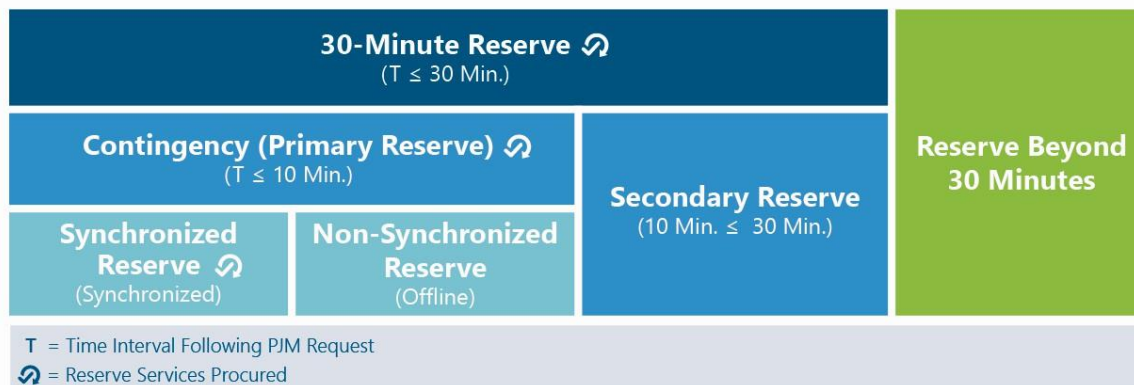 30-Minute Reserve
(T ≤ 30 Min.)
Contingency (Primary Reserve)
(T ≤ 10 Min.)
Synchronized
Reserve
(Synchronized)
Non-Synchronized
Reserve
(Offline)
Secondary Reserve
(10 Min. ≤ 30 Min.)
Reserve Beyond
30 Minutes
T = Time Interval Following PJM Request
= Reserve Services Procured